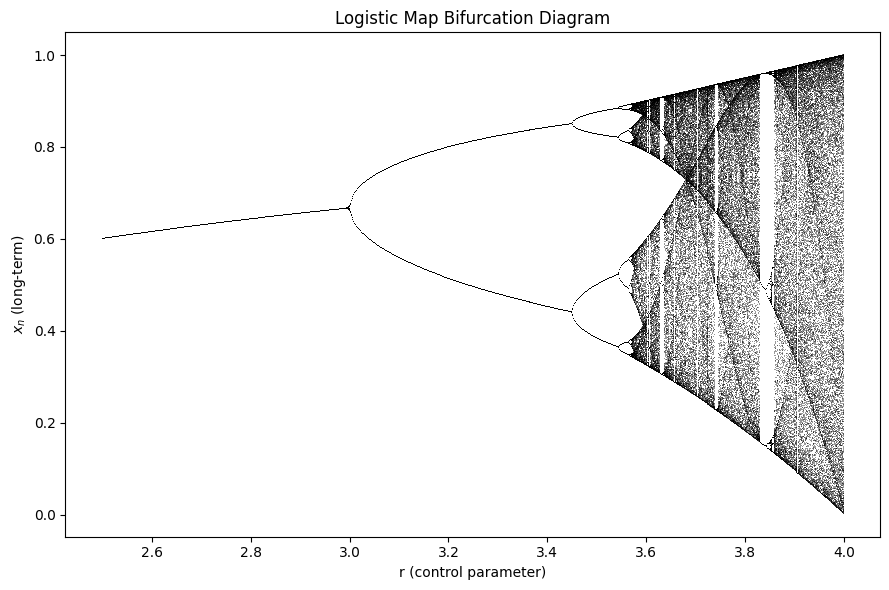 Logistic Map Bifurcation Diagram
1.0
0.8
0.6
0.4
0.2
0.0
xₙ (long-term)
2.6 2.8 3.0 3.2 3.4 3.6 3.8 4.0
r (control parameter)